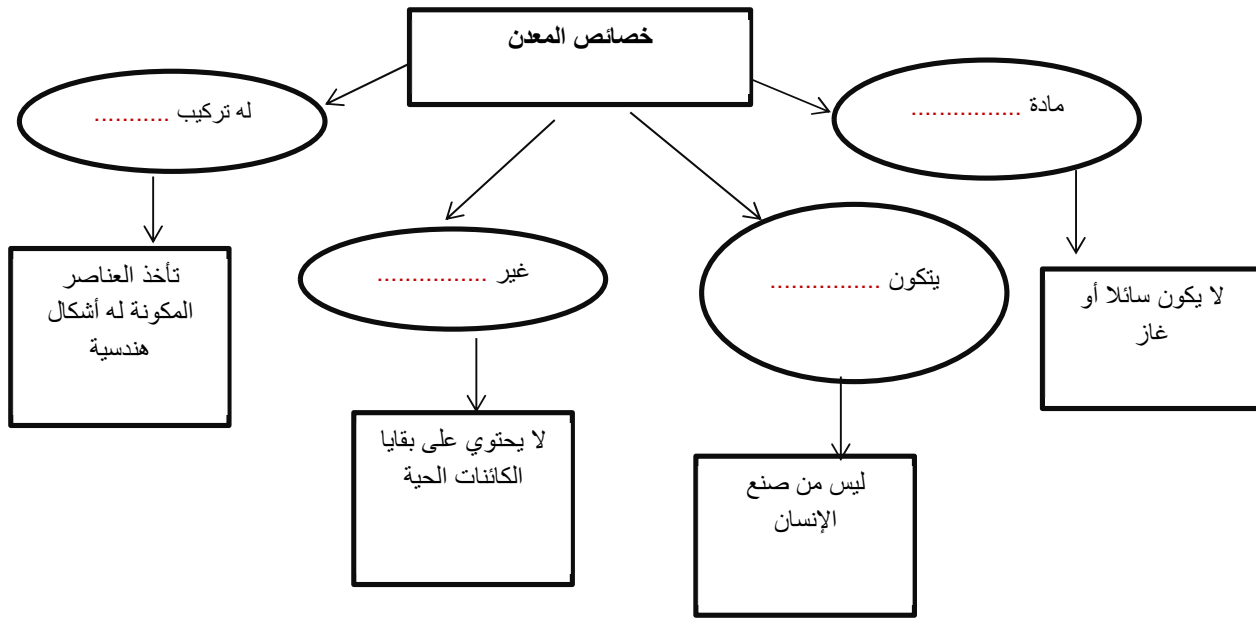 خصائص المعدن
مادة ................
له تركيب ...........
يتكون ................
غير ................
لا يكون سائلا أو
غاز
تأخذ العناصر
المكونة له أشكال
هندسية
لا يحتوي على بقايا
الكائنات الحية
ليس من صنع
الإنسان